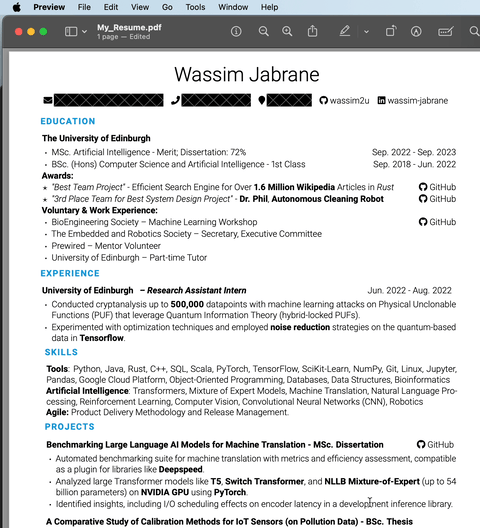 Preview File Edit View Go Tools Window Help
My_Resume.pdf
1 page — Edited
Wassim Jabrane
wassim2u wassim-jabrane
EDUCATION
The University of Edinburgh
• MSc. Artificial Intelligence - Merit; Dissertation: 72% Sep. 2022 - Sep. 2023
• BSc. (Hons) Computer Science and Artificial Intelligence - 1st Class Sep. 2018 - Jun. 2022
Awards:
★ "Best Team Project" - Efficient Search Engine for Over 1.6 Million Wikipedia Articles in Rust GitHub
★ "3rd Place Team for Best System Design Project" - Dr. Phil, Autonomous Cleaning Robot GitHub
Voluntary & Work Experience:
• BioEngineering Society – Machine Learning Workshop GitHub
• The Embedded and Robotics Society – Secretary, Executive Committee
• Prewired – Mentor Volunteer
• University of Edinburgh – Part-time Tutor
EXPERIENCE
University of Edinburgh – Research Assistant Intern Jun. 2022 - Aug. 2022
• Conducted cryptanalysis up to 500,000 datapoints with machine learning attacks on Physical Unclonable
Functions (PUF) that leverage Quantum Information Theory (hybrid-locked PUFs).
• Experimented with optimization techniques and employed noise reduction strategies on the quantum-based
data in Tensorflow.
SKILLS
Tools: Python, Java, Rust, C++, SQL, Scala, PyTorch, TensorFlow, SciKit-Learn, NumPy, Git, Linux, Jupyter,
Pandas, Google Cloud Platform, Object-Oriented Programming, Databases, Data Structures, Bioinformatics
Artificial Intelligence: Transformers, Mixture of Expert Models, Machine Translation, Natural Language Pro-
cessing, Reinforcement Learning, Computer Vision, Convolutional Neural Networks (CNN), Robotics
Agile: Product Delivery Methodology and Release Management.
PROJECTS
Benchmarking Large Language AI Models for Machine Translation - MSc. Dissertation GitHub
• Automated benchmarking suite for machine translation with metrics and efficiency assessment, compatible
as a plugin for libraries like Deepspeed.
• Analyzed large Transformer models like T5, Switch Transformer, and NLLB Mixture-of-Expert (up to 54
billion parameters) on NVIDIA GPU using PyTorch.
• Identified insights, including I/O scheduling effects on encoder latency in a development inference library.
A Comparative Study of Calibration Methods for IoT Sensors (on Pollution Data) - BSc. Thesis